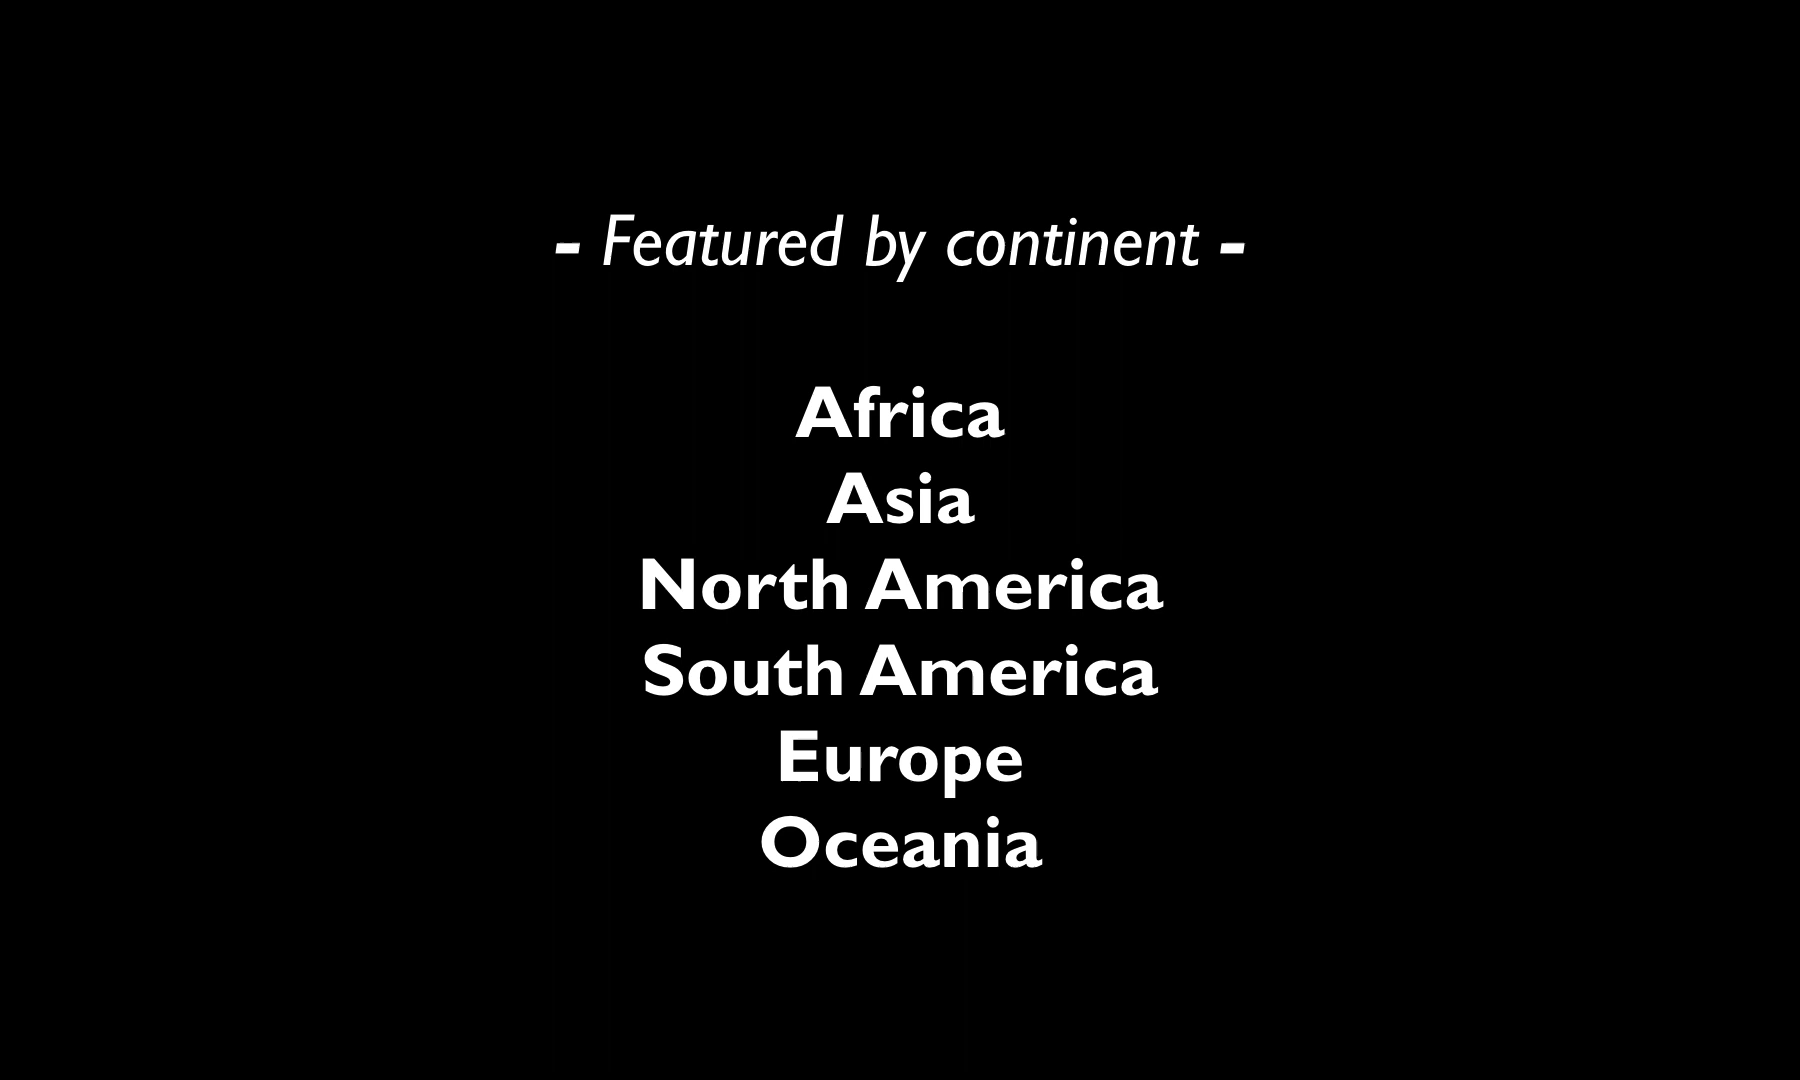 - Featured by continent -
Africa
Asia
North America
South America
Europe
Oceania